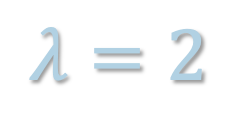 λ = 2